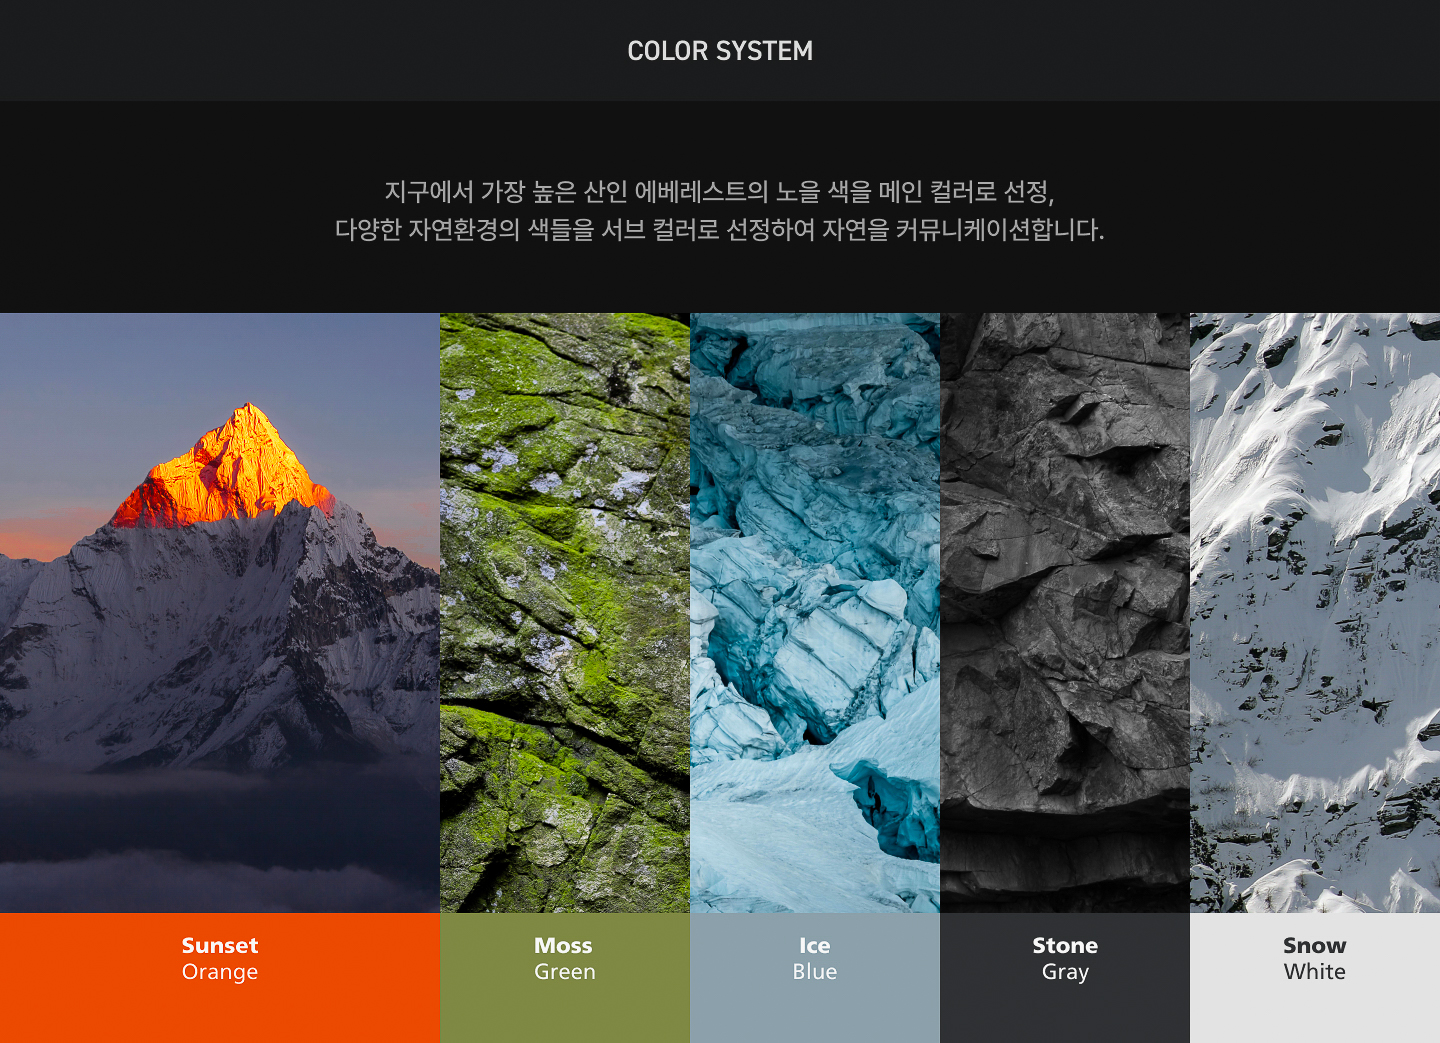 COLOR SYSTEM
지구에서 가장 높은 산인 에베레스트의 노을 색을 메인 컬러로 선정,
다양한 자연환경의 색들을 서브 컬러로 선정하여 자연을 커뮤니케이션합니다.
Sunset
Orange
Moss
Green
Ice
Blue
Stone
Gray
Snow
White